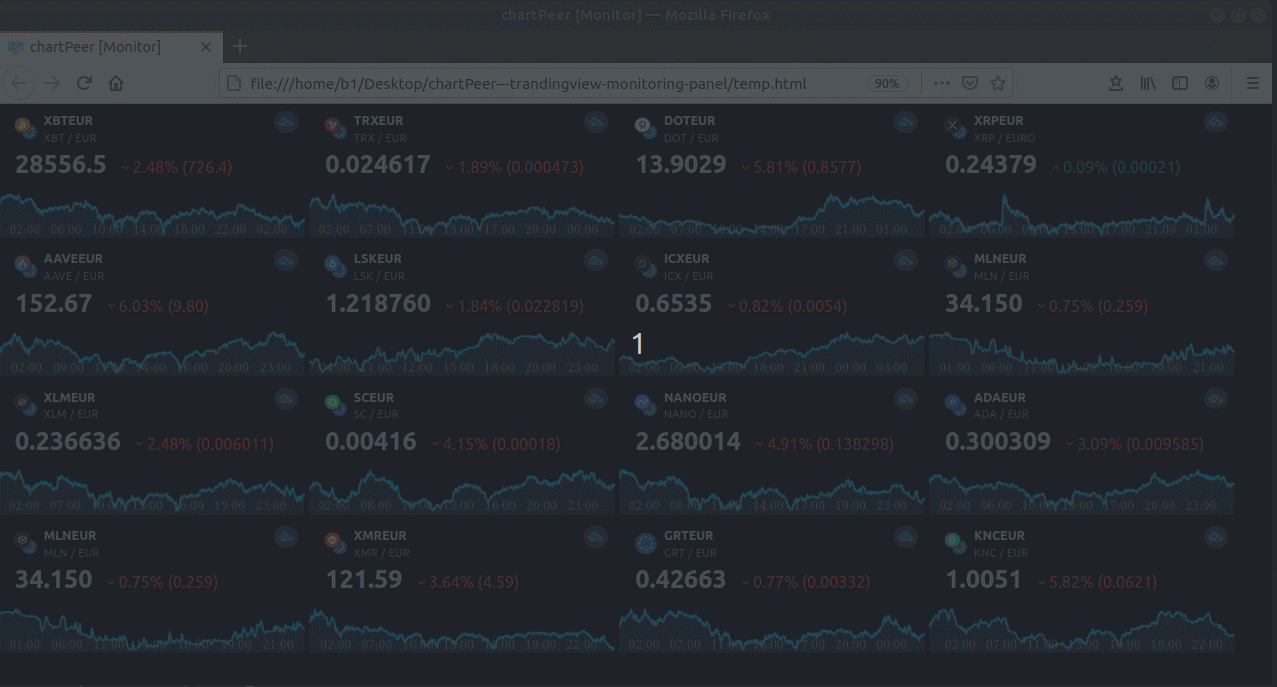 chartPeer [Monitor] — Mozilla Firefox
chartPeer [Monitor]
file:///home/b1/Desktop/chartPeer---trandingview-monitoring-panel/temp.html 90%
XBTEUR
XBT / EUR
28556.5 2.48% (726.4)
02:00 06:00 10:00 14:00 18:00 22:00 02:00
TRXEUR
TRX / EUR
0.024617 1.89% (0.000473)
02:00 07:00 11:00 13:00 17:00 20:00 00:00
DOTEUR
DOT / EUR
13.9029 5.81% (0.8577)
02:00 07:00 10:00 14:00 17:00 21:00 01:00
XRPEUR
XRP / EURO
0.24379 0.09% (0.00021)
02:00 06:00 17:00 21:00 01:00
AAVEEUR
AAVE / EUR
152.67 6.03% (9.80)
02:00 09:00 14:00 20:00 23:00
LSKEUR
LSK / EUR
1.218760 1.84% (0.022819)
11:00 12:00 15:00 18:00 20:00 23:00
ICXEUR
ICX / EUR
0.6535 0.82% (0.0054)
02:00 18:00 21:00 00:00 03:00
1
MLNEUR
MLN / EUR
34.150 0.75% (0.259)
01:00 06:00 21:00
XLMEUR
XLM / EUR
0.236636 2.48% (0.006011)
02:00 07:00 10:00 13:00 16:00 19:00 23:00
SCEUR
SC / EUR
0.00416 4.15% (0.00018)
02:00 08:00 10:00 13:00 16:00 20:00 23:00
NANOEUR
NANO / EUR
2.680014 4.91% (0.138298)
02:00 08:00 11:00 14:00 17:00 19:00 23:00
ADAEUR
ADA / EUR
0.300309 3.09% (0.009585)
02:00 06:00 10:00 15:00 17:00 20:00 23:00
MLNEUR
MLN / EUR
34.150 0.75% (0.259)
01:00 06:00 11:00 19:00 21:00
XMREUR
XMR / EUR
121.59 3.64% (4.59)
02:00 07:00 10:00 13:00 15:00 18:00 22:00
GRTEUR
GRT / EUR
0.42663 0.77% (0.00332)
02:00 07:00 11:00 14:00 17:00 20:00 00:00
KNCEUR
KNC / EUR
1.0051 5.82% (0.0621)
02:00 07:00 11:00 13:00 16:00 19:00 22:00